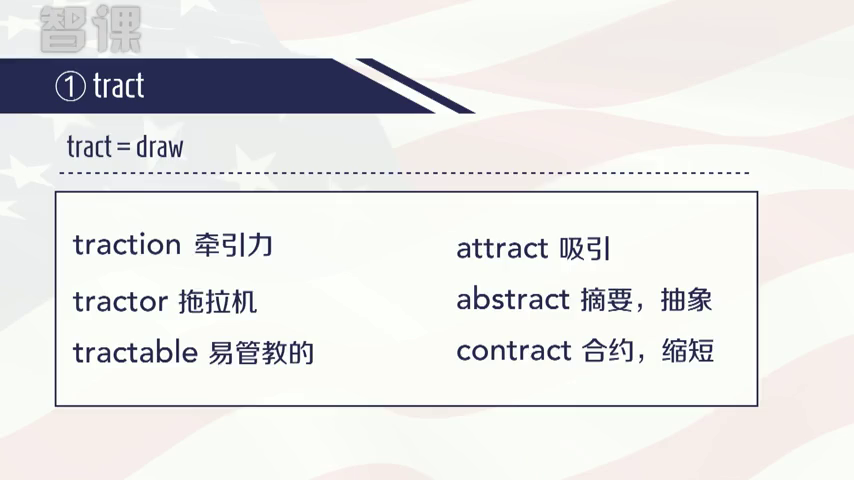 智课
① tract
tract = draw
traction 牵引力
tractor 拖拉机
tractable 易管教的
attract 吸引
abstract 摘要，抽象
contract 合约，缩短